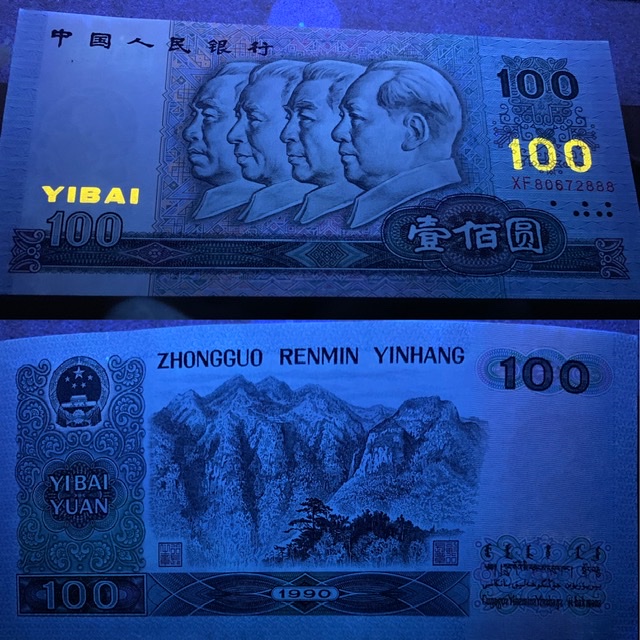 中国人民银行
100
100
XF80672888
YIBAI
100
壹佰圆
ZHONGGUO RENMIN YINHANG
100
YIBAI
YUAN
100
1990